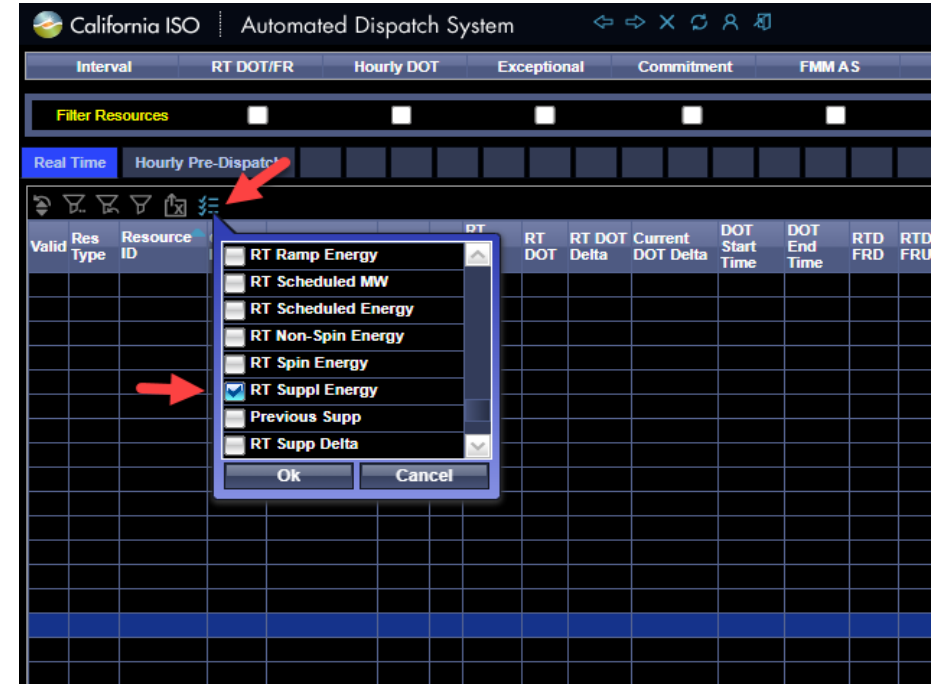 California ISO Automated Dispatch System
Interval RT DOT/FR Hourly DOT Exceptional Commitment FMM AS
Filter Resources
Real Time Hourly Pre-Dispatch
Valid Res Type Resource ID RT RT DOT RT DOT Delta Current DOT Delta DOT Start Time DOT End Time RTD FRD RTD FRU
RT Ramp Energy
RT Scheduled MW
RT Scheduled Energy
RT Non-Spin Energy
RT Spin Energy
RT Suppl Energy
Previous Supp
RT Supp Delta
Ok Cancel